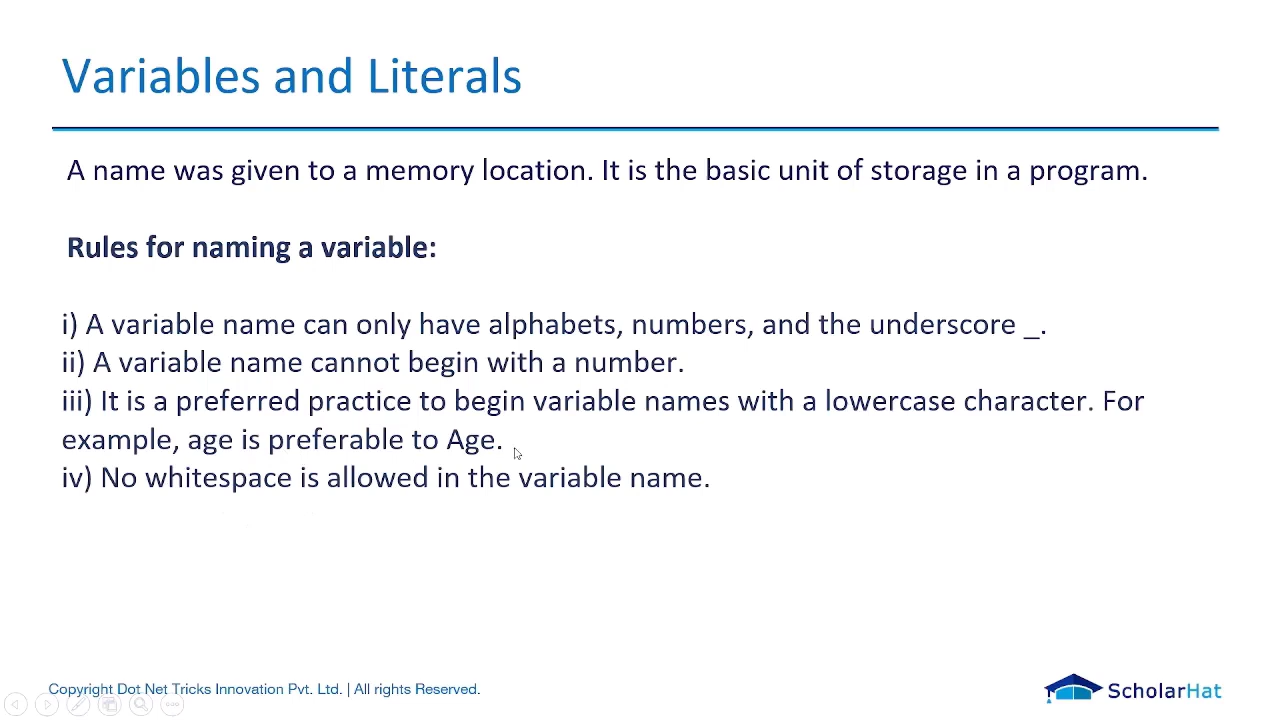 Variables and Literals
A name was given to a memory location. It is the basic unit of storage in a program.
Rules for naming a variable:
i) A variable name can only have alphabets, numbers, and the underscore _.
ii) A variable name cannot begin with a number.
iii) It is a preferred practice to begin variable names with a lowercase character. For
example, age is preferable to Age.
iv) No whitespace is allowed in the variable name.
Copyright Dot Net Tricks Innovation Pvt. Ltd. | All rights Reserved.
ScholarHat